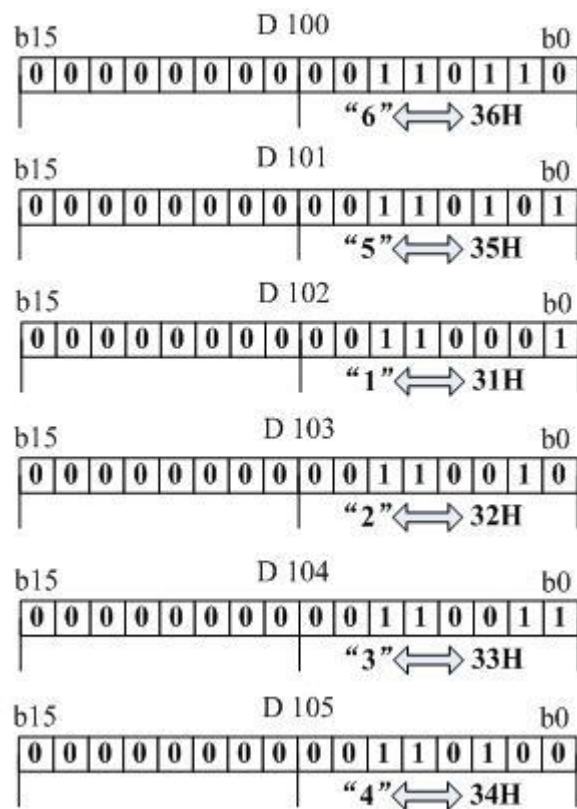 D 100
b15 b0
0 0 0 0 0 0 0 0 0 0 1 1 0 1 1 0
“6” 36H
D 101
b15 b0
0 0 0 0 0 0 0 0 0 0 1 1 0 1 0 1
“5” 35H
D 102
b15 b0
0 0 0 0 0 0 0 0 0 0 1 1 0 0 0 1
“1” 31H
D 103
b15 b0
0 0 0 0 0 0 0 0 0 0 1 1 0 0 1 0
“2” 32H
D 104
b15 b0
0 0 0 0 0 0 0 0 0 0 1 1 0 0 1 1
“3” 33H
D 105
b15 b0
0 0 0 0 0 0 0 0 0 0 1 1 0 1 0 0
“4” 34H